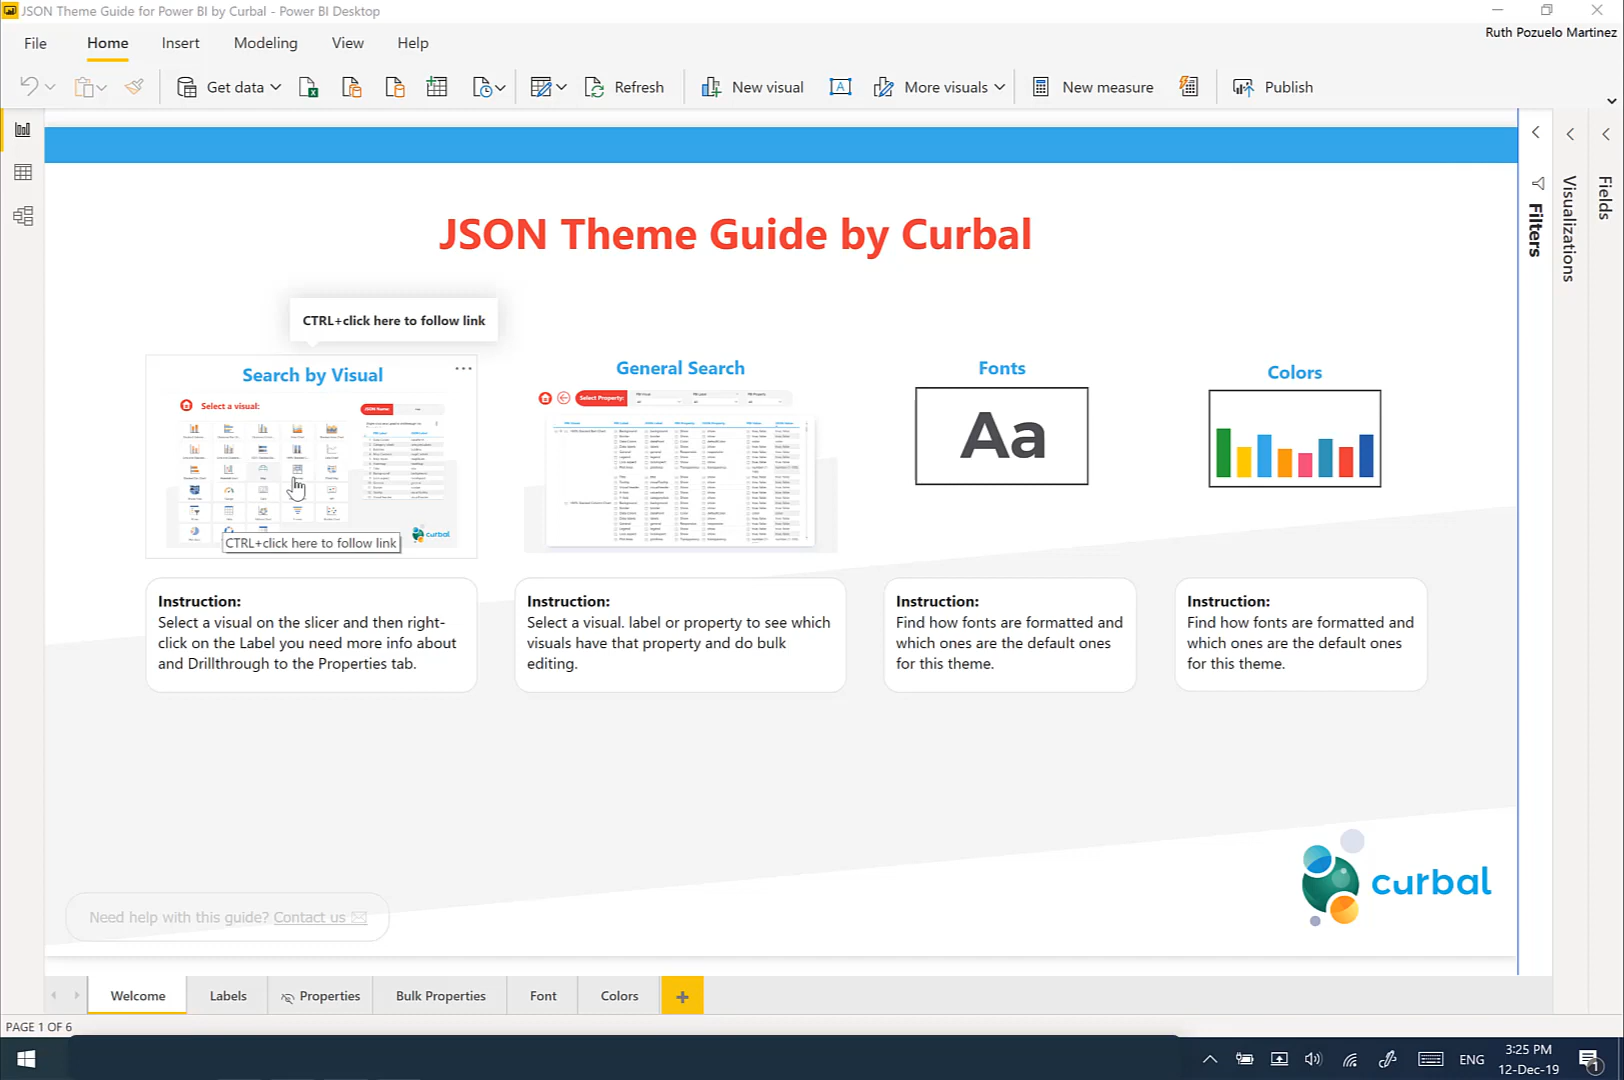 JSON Theme Guide for Power BI by Curbal - Power BI Desktop
Ruth Pozuelo Martinez
File
Home
Insert
Modeling
View
Help
Get data
Refresh
New visual
More visuals
New measure
Publish
JSON Theme Guide by Curbal
Filters
Visualizations
Fields
CTRL+click here to follow link
Search by Visual
Select a visual:
JSON Name:
curbal
CTRL+click here to follow link
General Search
Select Property:
Fonts
Aa
Colors
Instruction:
Select a visual on the slicer and then right-
click on the Label you need more info about
and Drillthrough to the Properties tab.
Instruction:
Select a visual. label or property to see which
visuals have that property and do bulk
editing.
Instruction:
Find how fonts are formatted and
which ones are the default ones
for this theme.
Instruction:
Find how fonts are formatted and
which ones are the default ones
for this theme.
curbal
Need help with this guide? Contact us
Welcome
Labels
Properties
Bulk Properties
Font
Colors
PAGE 1 OF 6
ENG
3:25 PM
12-Dec-19
1